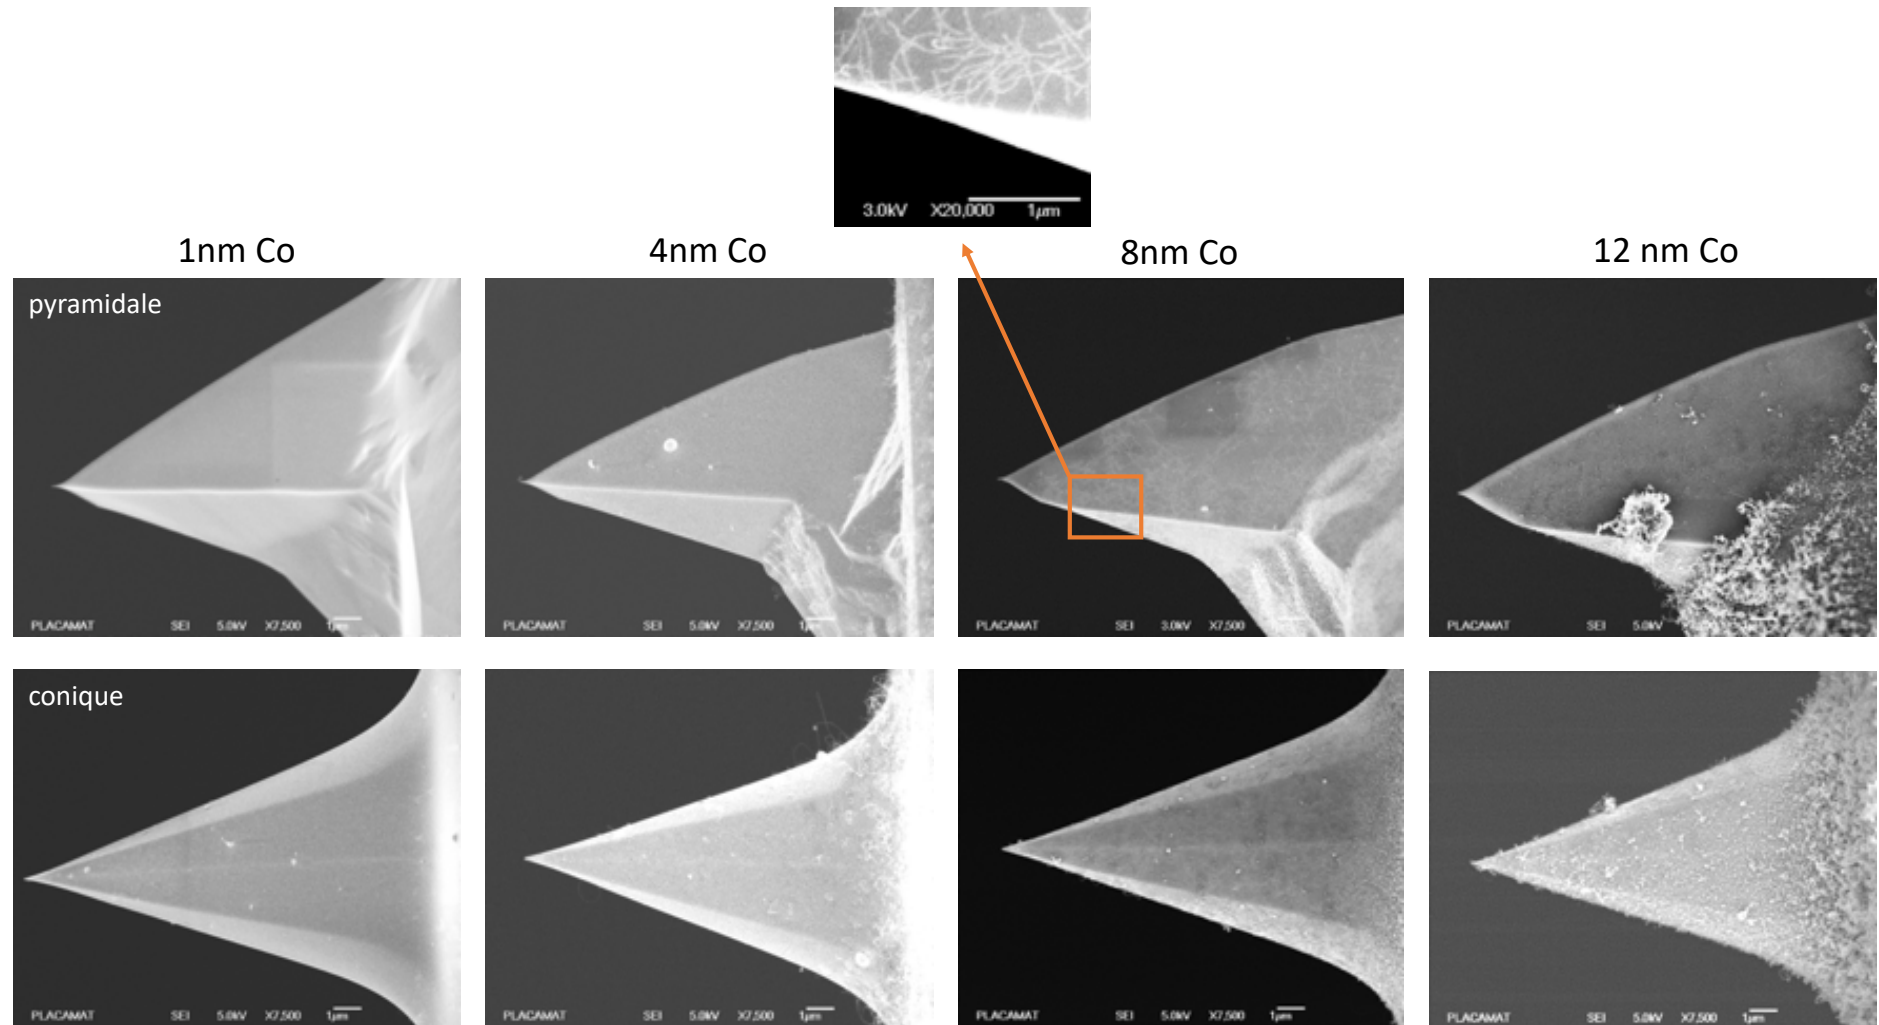 3.0kV X20,000 1μm
1nm Co 4nm Co 8nm Co 12 nm Co
pyramidale
PLACAMAT SEI 5.0kV X7,500 1μm
PLACAMAT SEI 5.0kV X7,500 1μm
PLACAMAT SEI 3.0kV X7,500
PLACAMAT SEI 5.0kV
conique
PLACAMAT SEI 5.0kV X7,500 1μm
PLACAMAT SEI 5.0kV X7,500 1μm
PLACAMAT SEI 3.0kV X7,500 1μm
PLACAMAT SEI 5.0kV X7,500 1μm